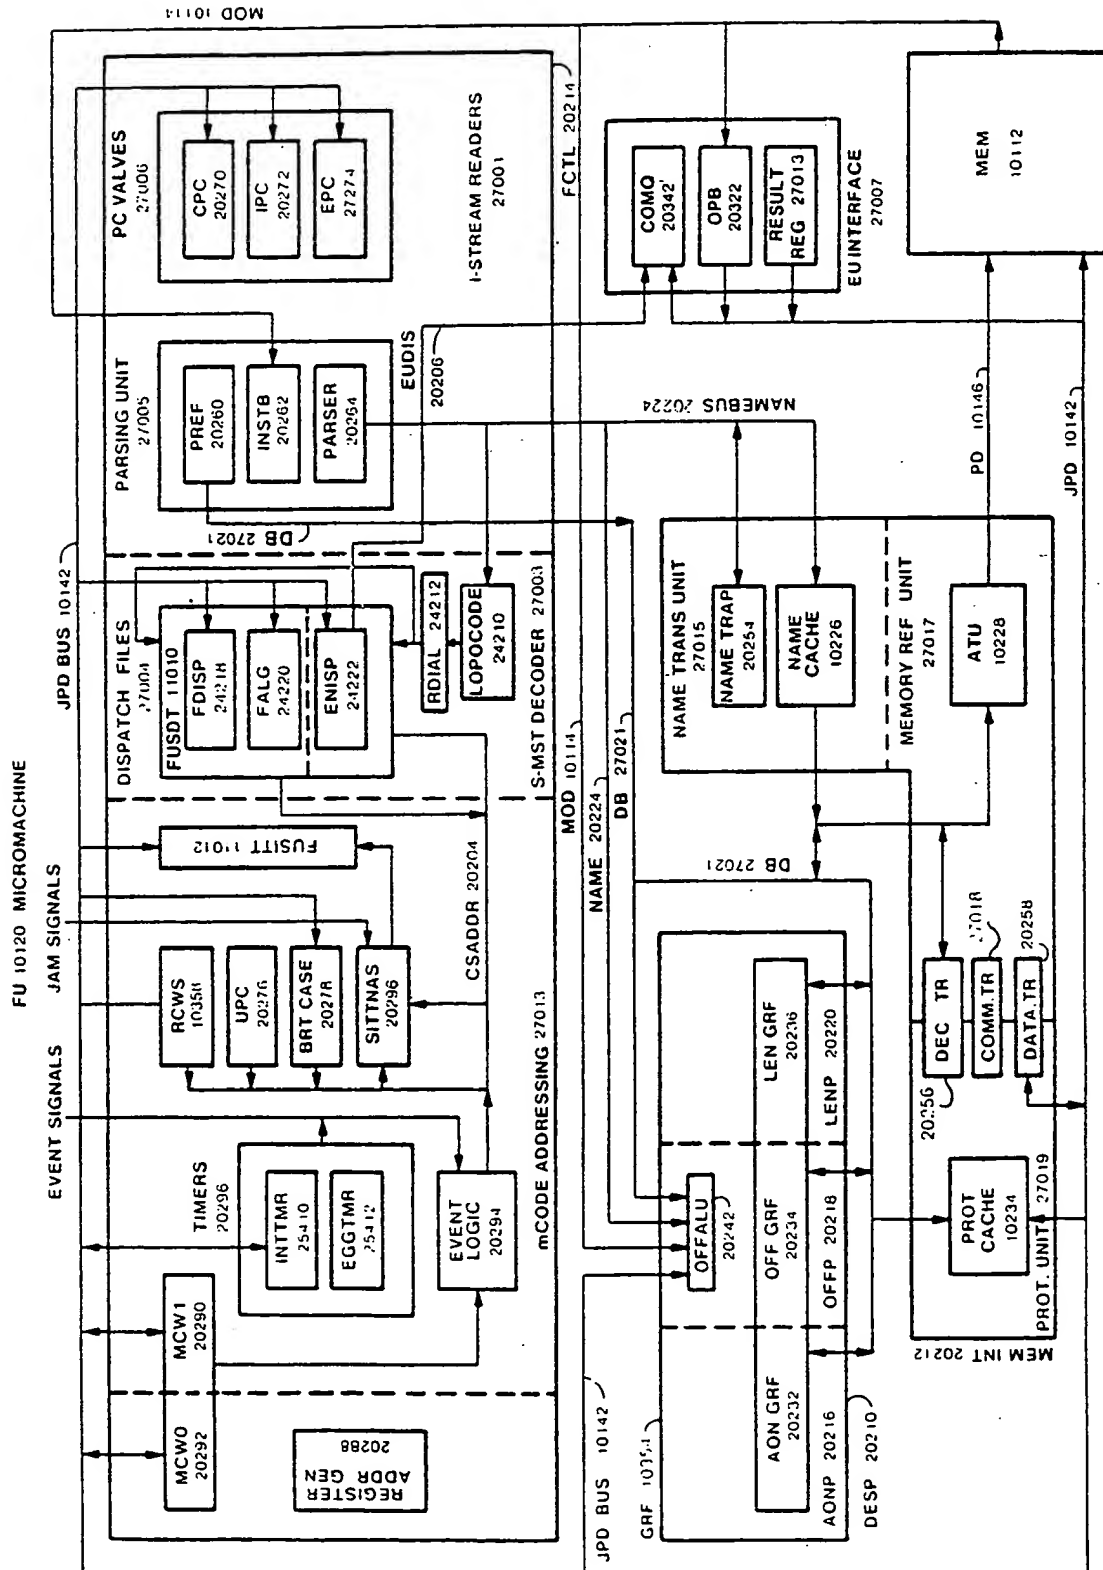 FU 10120 MICROMACHINE
EVENT SIGNALS
JAM SIGNALS
JPD BUS 10142
MOD 10114
MCW0
20292
MCW1
20290
REGISTER
ADDR GEN
20288
TIMERS
20296
INTTMR
25410
EGGTMR
25412
EVENT
LOGIC
20294
mCODE ADDRESSING 27013
RCWS
10358
UPC
20276
BRT CASE
20278
SITTNAS
20296
FUSITT 11012
CSADDR 20204
DISPATCH FILES
27004
FUSDT 11010
FDISP
24218
FALG
24220
ENISP
24222
RDIAL 24212
LOPOCODE
24210
S-MST DECODER 27003
PARSING UNIT
27005
PREF
20260
INSTB
20262
PARSER
20264
DB 27021
EUDIS
20206
PC VALVES
27006
CPC
20270
IPC
20272
EPC
27274
I-STREAM READERS
27001
FCTL 20214
COMQ
20342'
OPB
20322
RESULT
REG 27013
EU INTERFACE
27007
MEM
10112
NAMEBUS 20224
PD 10146
JPD 10142
MOD 10114
NAME 20224
DB 27021
JPD BUS 10142
GRF 10354
OFFALU
20242
AON GRF
20232
OFF GRF
20234
LEN GRF
20236
AONP 20216
OFFP 20218
LENP 20220
DESP 20210
DB 27021
NAME TRANS UNIT
27015
NAME TRAP
20254
NAME
CACHE
10226
MEMORY REF UNIT
27017
ATU
10228
DEC TR
20256
COMM.TR
27018
DATA.TR
20258
PROT
CACHE
10234
PROT. UNIT 27019
MEM INT 20212